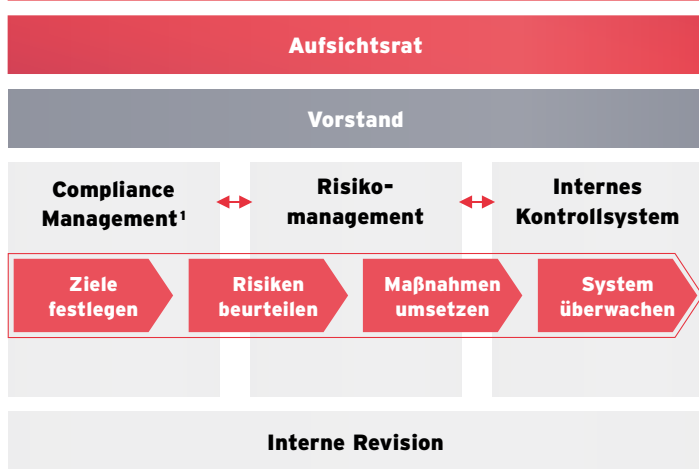 Aufsichtsrat
Vorstand
Compliance
Management¹
Risiko-
management
Internes
Kontrollsystem
Ziele
festlegen
Risiken
beurteilen
Maßnahmen
umsetzen
System
überwachen
Interne Revision